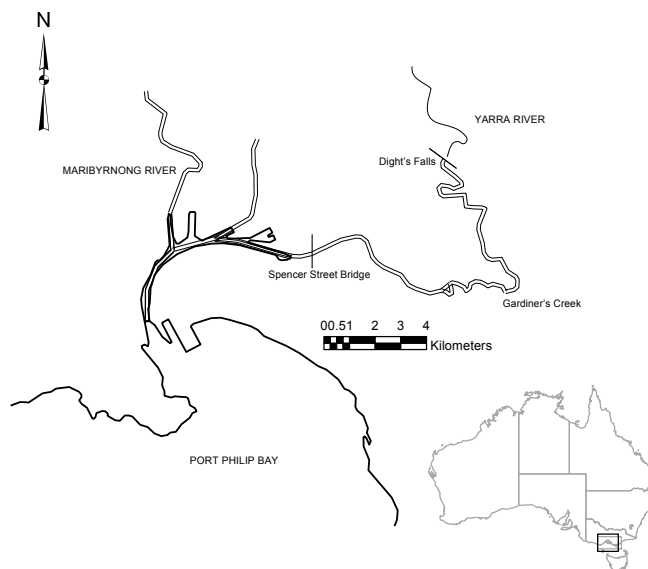 N
YARRA RIVER
Dight's Falls
MARIBYRNONG RIVER
Spencer Street Bridge
Gardiner's Creek
00.51 2 3 4
Kilometers
PORT PHILIP BAY